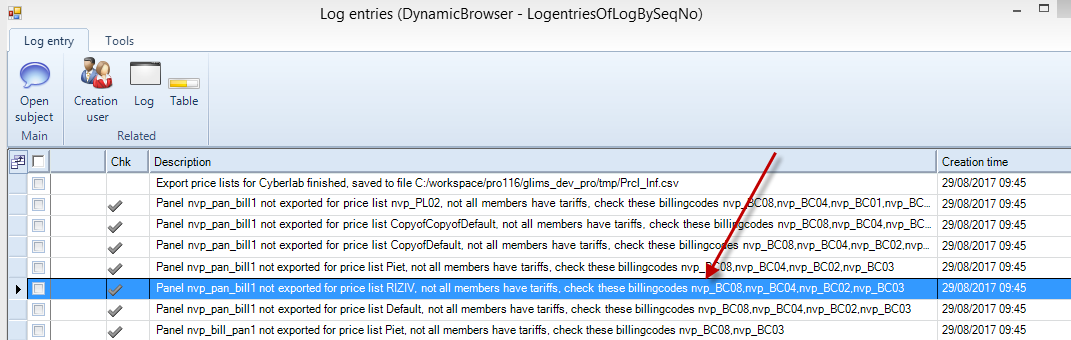 Log entries (DynamicBrowser - LogentriesOfLogBySeqNo)
Log entry Tools
Open subject
Creation user
Log
Table
Main
Related
Chk Description Creation time
Export price lists for Cyberlab finished, saved to file C:/workspace/pro116/glims_dev_pro/tmp/Prcl_Inf.csv 29/08/2017 09:45
Panel nvp_pan_bill1 not exported for price list nvp_PL02, not all members have tariffs, check these billingcodes nvp_BC08,nvp_BC04,nvp_BC01,nvp_BC... 29/08/2017 09:45
Panel nvp_pan_bill1 not exported for price list CopyofCopyofDefault, not all members have tariffs, check these billingcodes nvp_BC08,nvp_BC04,nvp_BC... 29/08/2017 09:45
Panel nvp_pan_bill1 not exported for price list CopyofDefault, not all members have tariffs, check these billingcodes nvp_BC08,nvp_BC04,nvp_BC02,nvp... 29/08/2017 09:45
Panel nvp_pan_bill1 not exported for price list Piet, not all members have tariffs, check these billingcodes nvp_BC08,nvp_BC04,nvp_BC02,nvp_BC03 29/08/2017 09:45
Panel nvp_pan_bill1 not exported for price list RIZIV, not all members have tariffs, check these billingcodes nvp_BC08,nvp_BC04,nvp_BC02,nvp_BC03 29/08/2017 09:45
Panel nvp_pan_bill1 not exported for price list Default, not all members have tariffs, check these billingcodes nvp_BC08,nvp_BC04,nvp_BC02,nvp_BC03 29/08/2017 09:45
Panel nvp_bill_pan1 not exported for price list Piet, not all members have tariffs, check these billingcodes nvp_BC08,nvp_BC03 29/08/2017 09:45